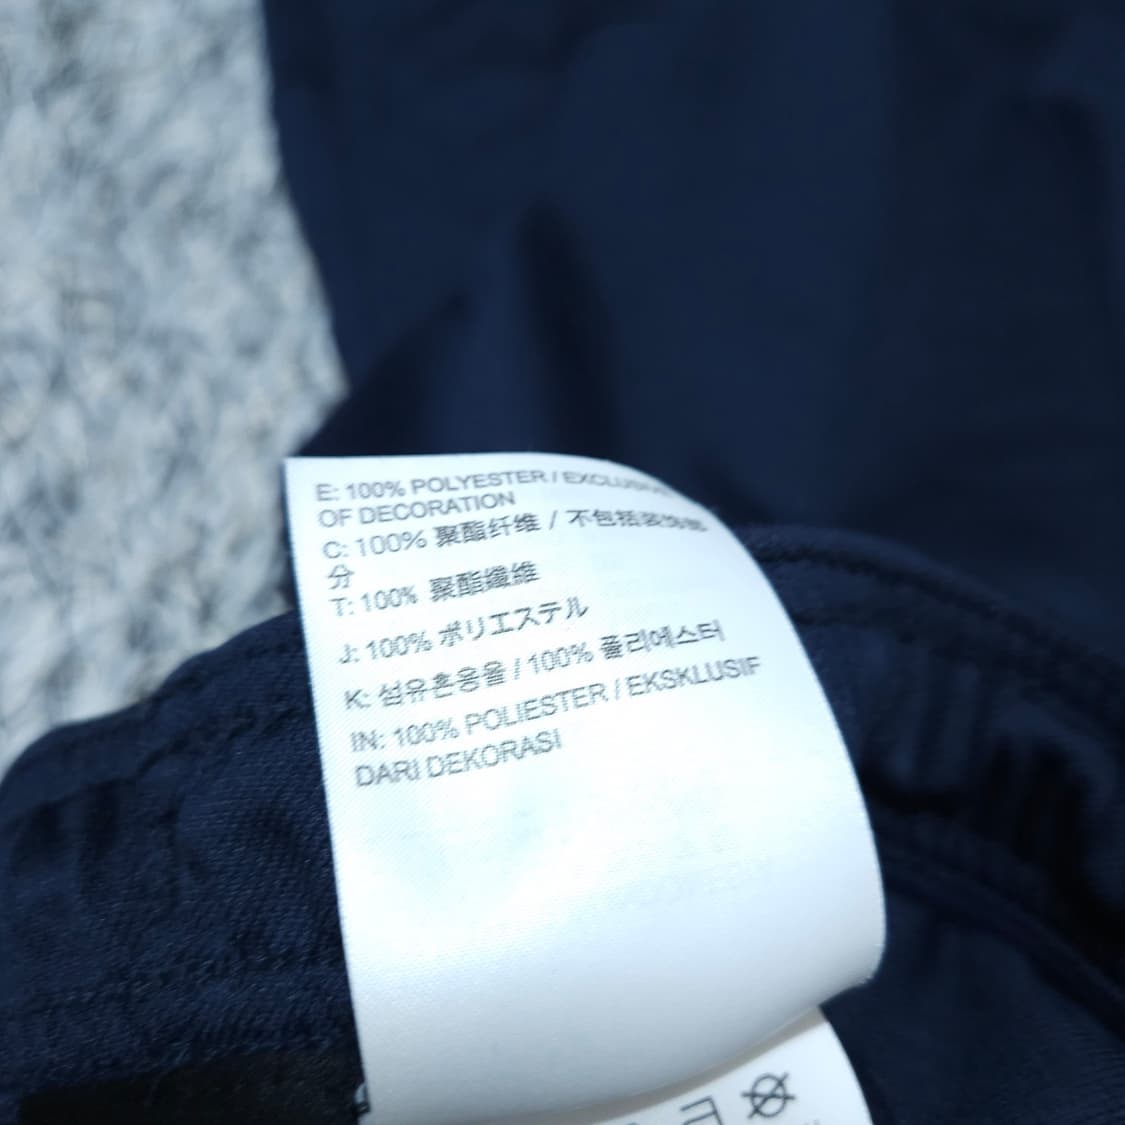 E: 100% POLYESTER / EXCLUSIVE
OF DECORATION
C: 100% 聚酯纤维 / 不包括装饰部
分
T: 100% 聚酯纖維
J: 100% ポリエステル
K: 섬유혼용율 / 100% 폴리에스터
IN: 100% POLIESTER / EKSKLUSIF
DARI DEKORASI